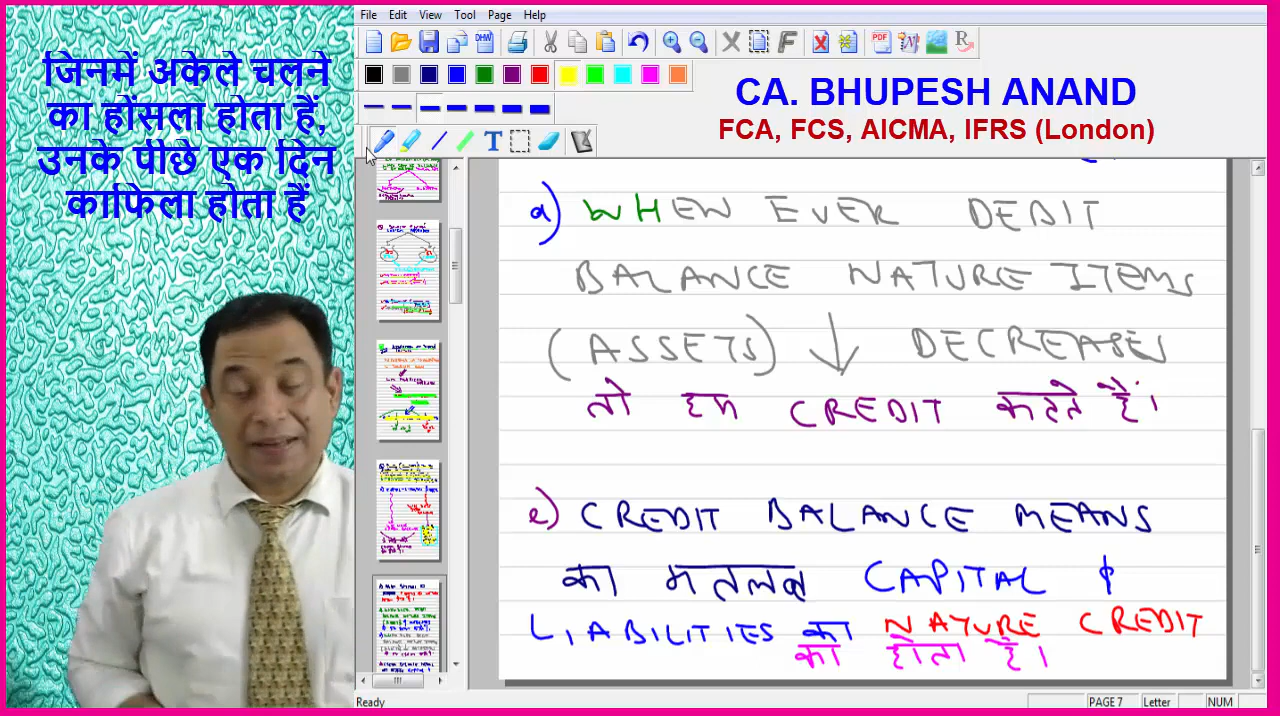 जिनमें अकेले चलने
का होंसला होता हैं,
उनके पीछे एक दिन
काफिला होता हैं
File Edit View Tool Page Help
DHW PDF
CA. BHUPESH ANAND
FCA, FCS, AICMA, IFRS (London)
d) WHEN EVER DEBIT
BALANCE NATURE ITEMS
(ASSETS) ↓ DECREASES
तो हम CREDIT कहते हैं।
e) CREDIT BALANCE MEANS
का मतलब CAPITAL &
LIABILITIES का NATURE CREDIT
का होता है।
Ready PAGE 7 Letter NUM